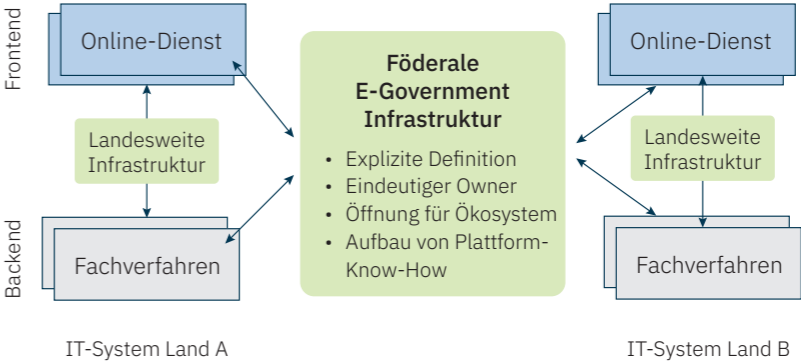 Frontend
Online-Dienst
Landesweite
Infrastruktur
Backend
Fachverfahren
IT-System Land A
Föderale
E-Government
Infrastruktur
• Explizite Definition
• Eindeutiger Owner
• Öffnung für Ökosystem
• Aufbau von Plattform-
Know-How
Online-Dienst
Landesweite
Infrastruktur
Fachverfahren
IT-System Land B